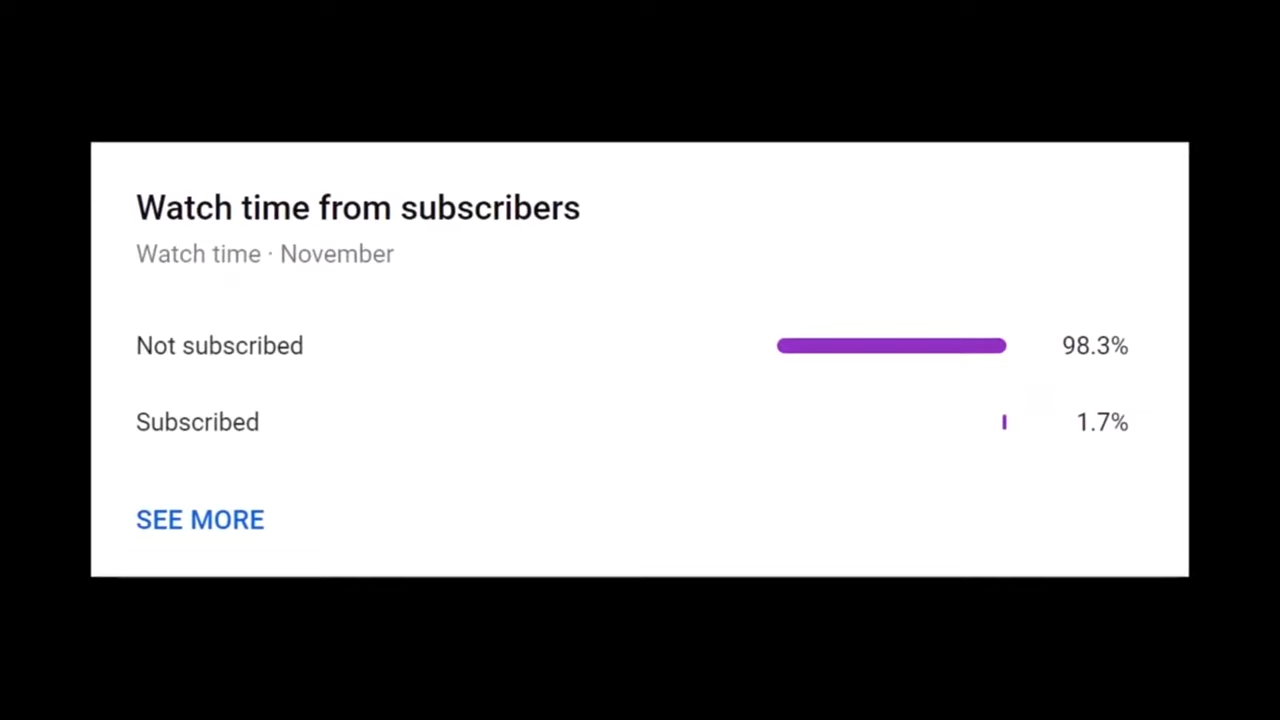 Watch time from subscribers
Watch time · November
Not subscribed 98.3%
Subscribed 1.7%
SEE MORE